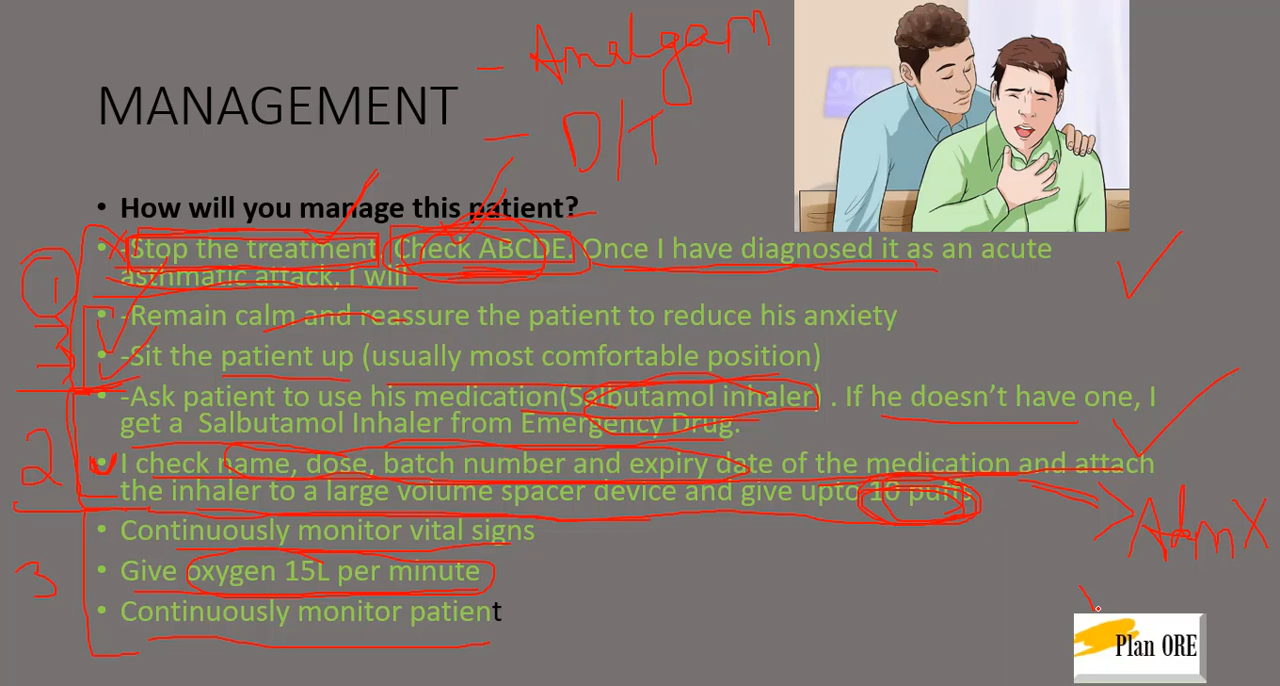 - Amalgam
MANAGEMENT
- D/T
• How will you manage this patient?
• -Stop the treatment. Check ABCDE. Once I have diagnosed it as an acute
asthmatic attack, I will
• -Remain calm and reassure the patient to reduce his anxiety
• -Sit the patient up (usually most comfortable position)
• -Ask patient to use his medication(Salbutamol inhaler) . If he doesn't have one, I
get a Salbutamol Inhaler from Emergency Drug.
• I check name, dose, batch number and expiry date of the medication and attach
the inhaler to a large volume spacer device and give upto 10 puffs
• Continuously monitor vital signs
• Give oxygen 15L per minute
• Continuously monitor patient
1
2
3
Plan ORE